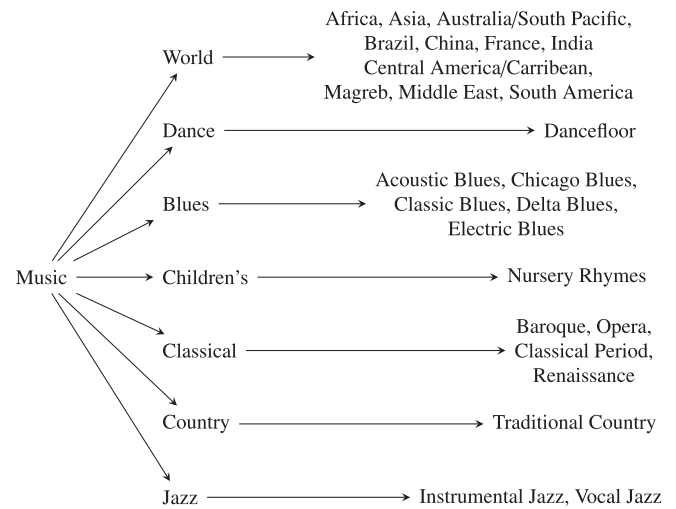 Africa, Asia, Australia/South Pacific,
World
Brazil, China, France, India
Central America/Carribean,
Magreb, Middle East, South America
Dance
Dancefloor
Acoustic Blues, Chicago Blues,
Blues
Classic Blues, Delta Blues,
Electric Blues
Music
Children's
Nursery Rhymes
Baroque, Opera,
Classical
Classical Period,
Renaissance
Country
Traditional Country
Jazz
Instrumental Jazz, Vocal Jazz